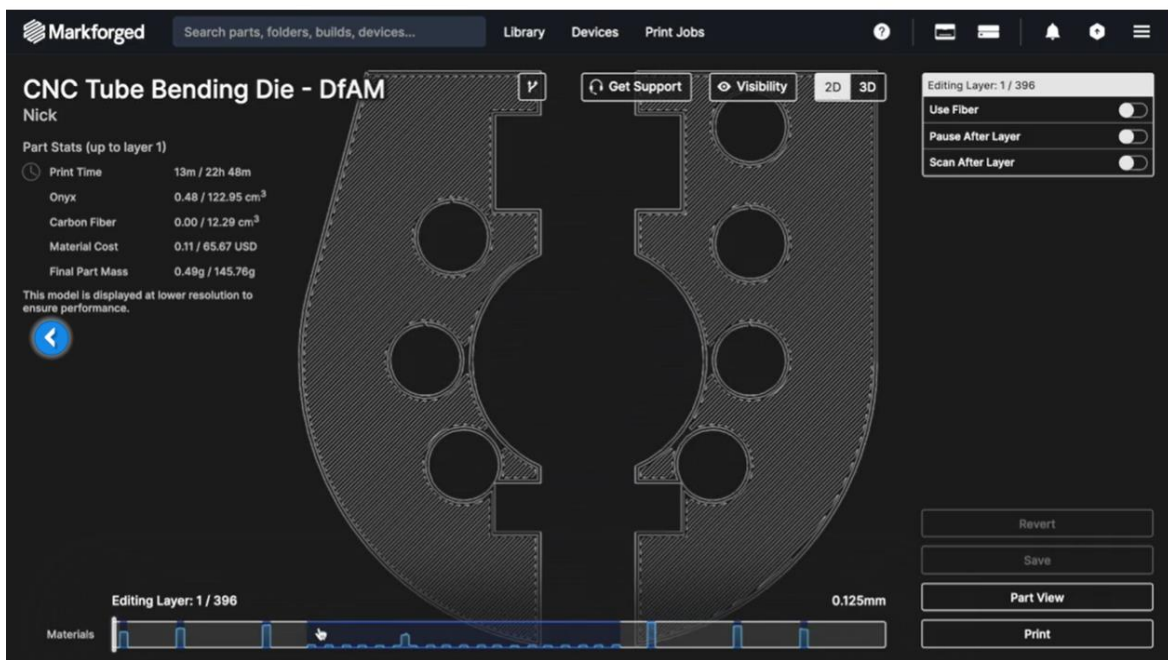 Markforged
Search parts, folders, builds, devices...
Library
Devices
Print Jobs
?
CNC Tube Bending Die - DfAM
Nick
Get Support
Visibility
2D
3D
Part Stats (up to layer 1)
Print Time 13m / 22h 48m
Onyx 0.48 / 122.95 cm³
Carbon Fiber 0.00 / 12.29 cm³
Material Cost 0.11 / 65.67 USD
Final Part Mass 0.49g / 145.76g
This model is displayed at lower resolution to
ensure performance.
Editing Layer: 1 / 396
Use Fiber
Pause After Layer
Scan After Layer
Revert
Save
Part View
Print
Editing Layer: 1 / 396
0.125mm
Materials